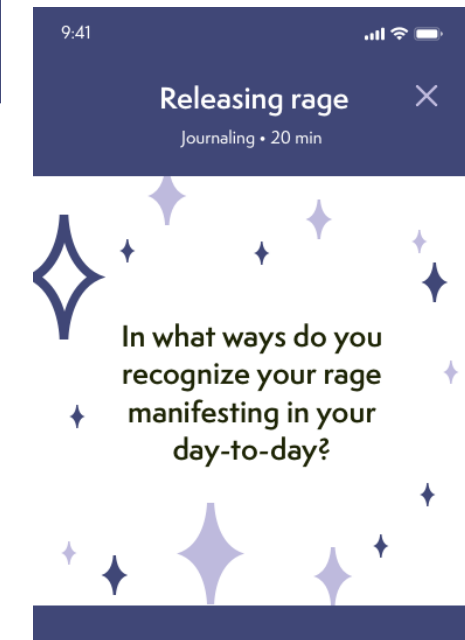 9:41
Releasing rage
Journaling • 20 min
In what ways do you
recognize your rage
manifesting in your
day-to-day?